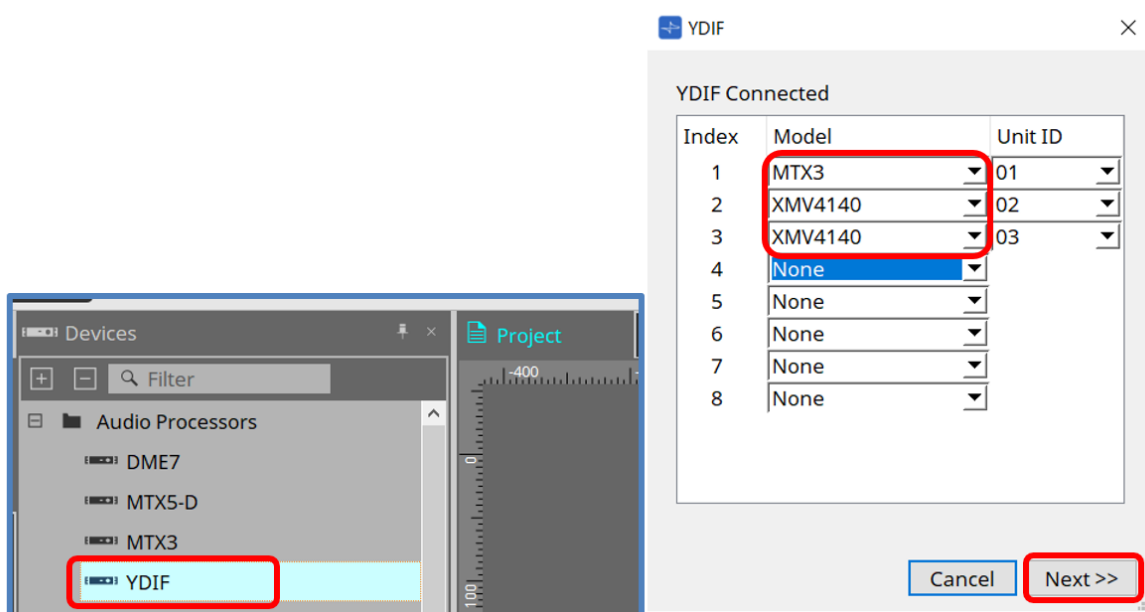 YDIF
YDIF Connected
Index Model Unit ID
1 MTX3 01
2 XMV4140 02
3 XMV4140 03
4 None
5 None
6 None
7 None
8 None
Cancel Next >>
Devices
Filter
Audio Processors
DME7
MTX5-D
MTX3
YDIF
Project
-400
0
100